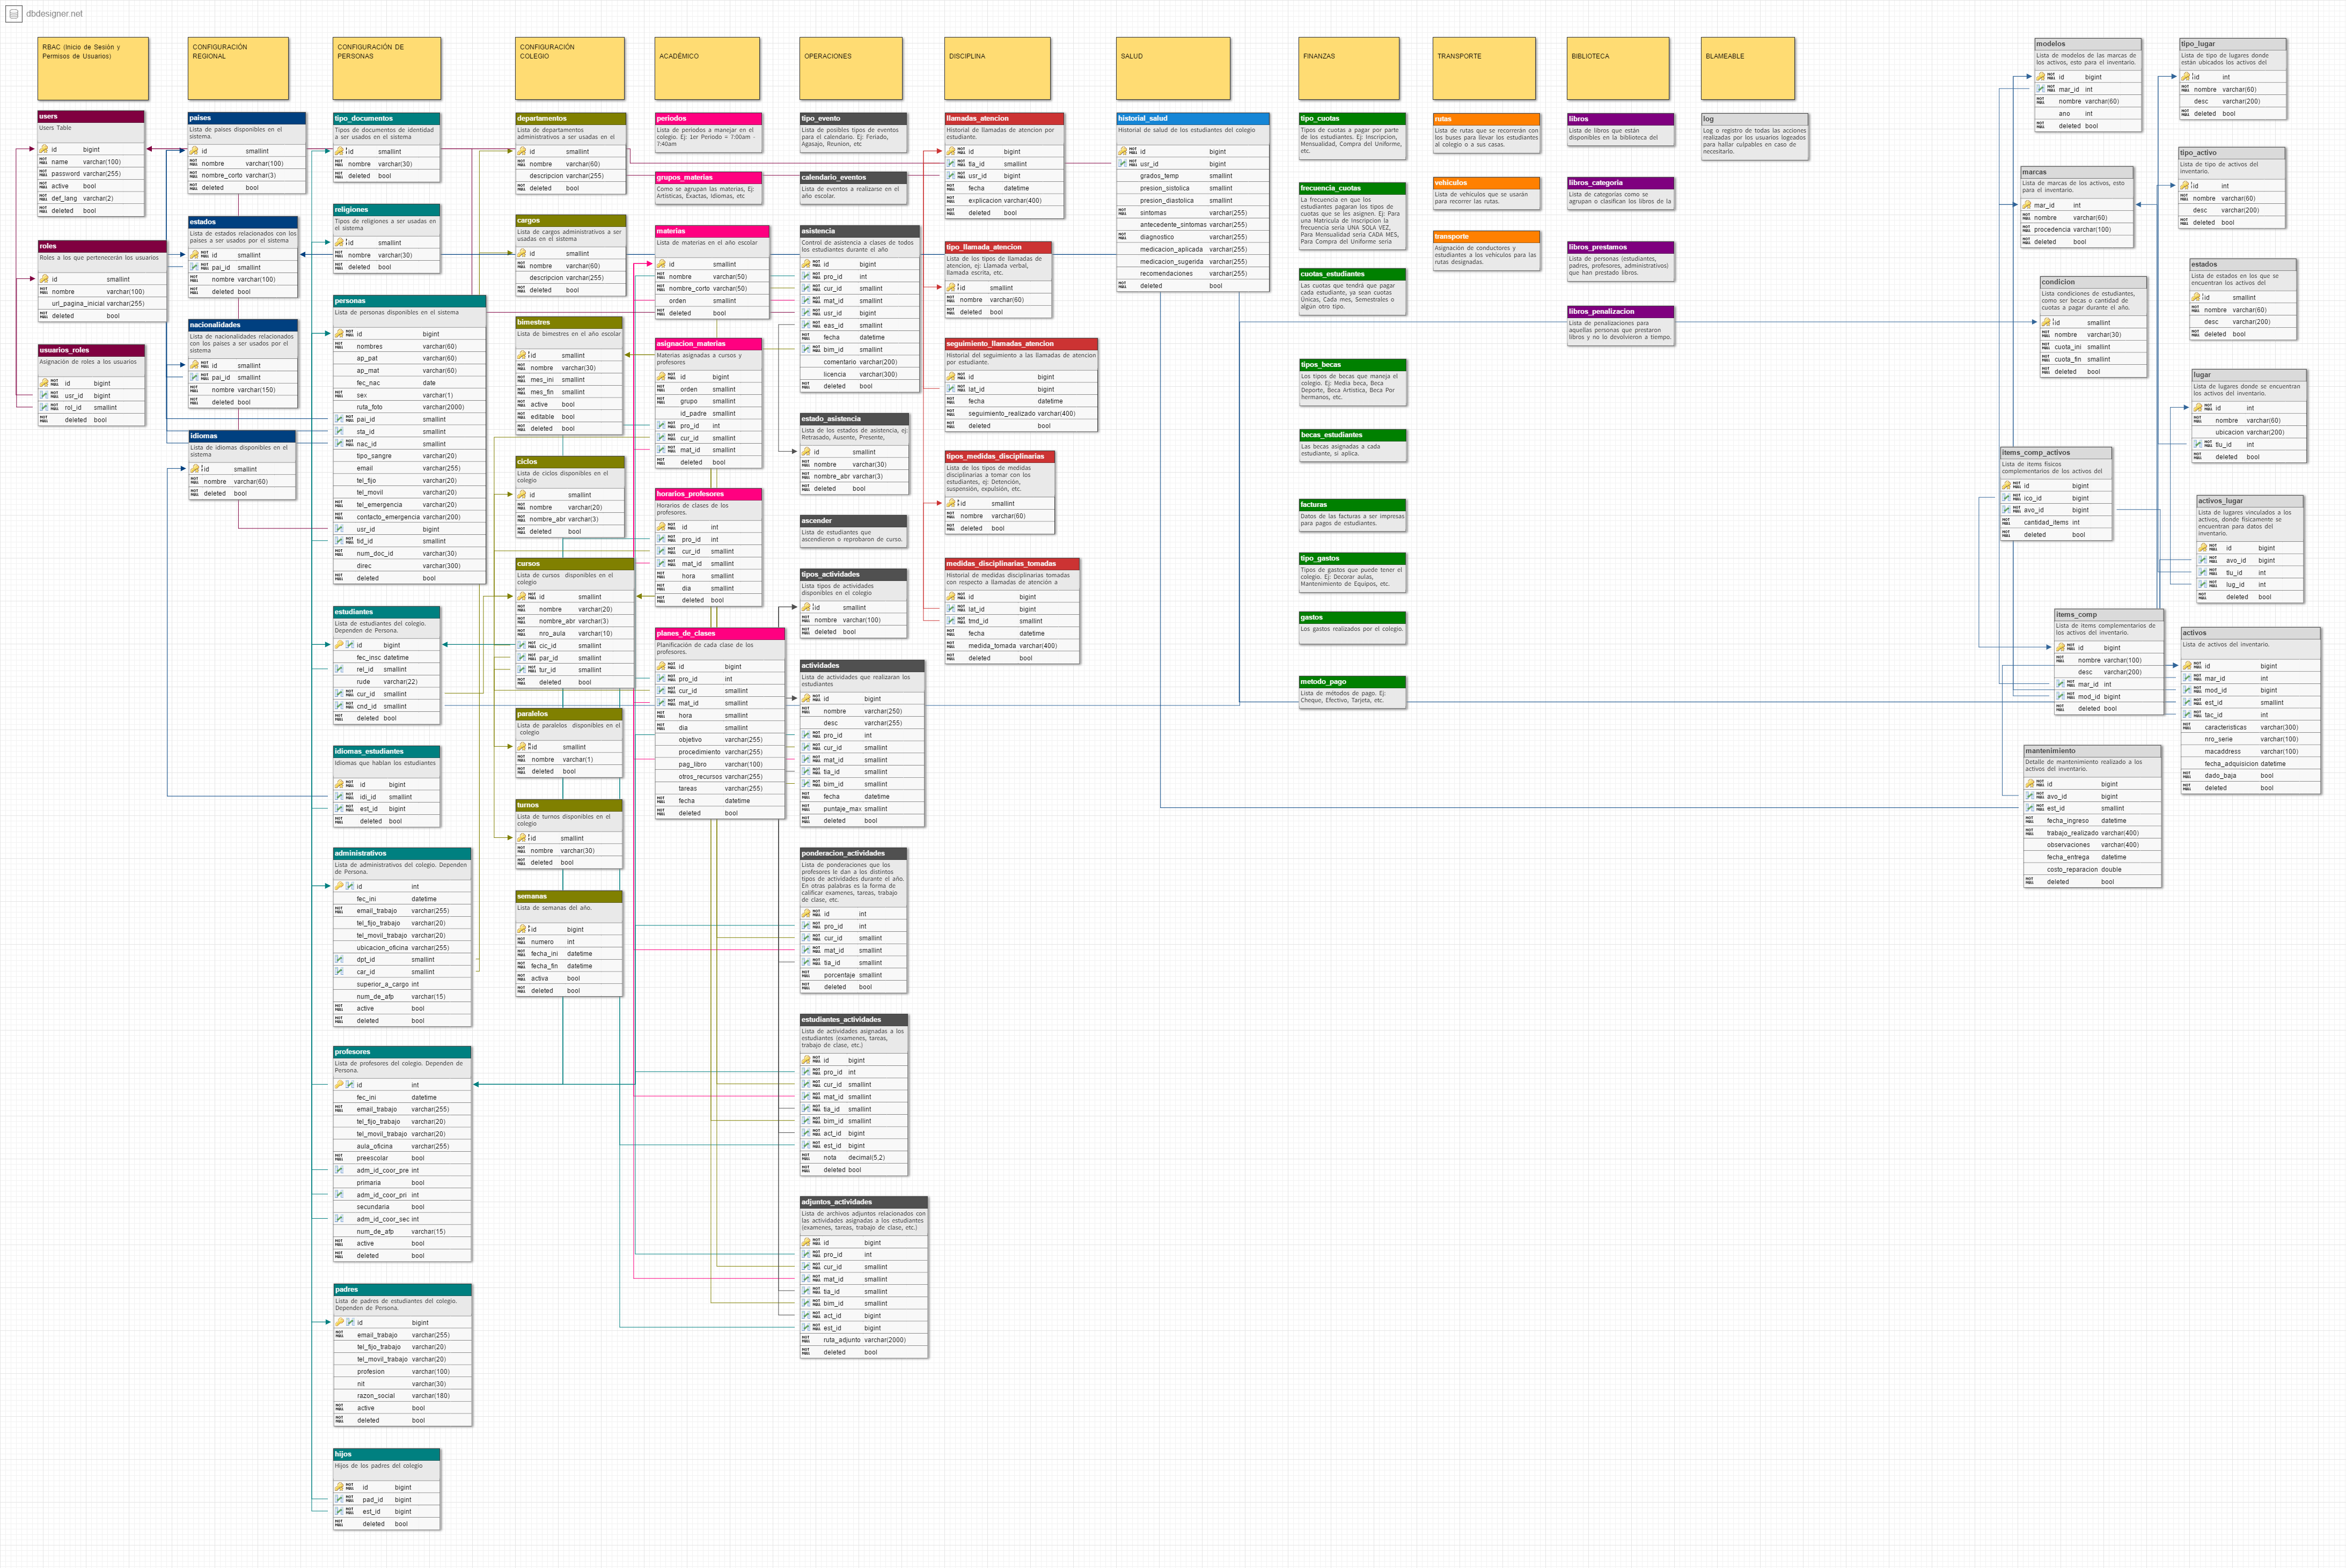 dbdesigner.net
RBAC (Inicio de Sesión y
Permisos de Usuarios)
CONFIGURACIÓN
REGIONAL
CONFIGURACIÓN DE
PERSONAS
CONFIGURACIÓN
COLEGIO
ACADÉMICO
OPERACIONES
DISCIPLINA
SALUD
FINANZAS
TRANSPORTE
BIBLIOTECA
BLAMEABLE
users
Users Table
id bigint
name varchar(100)
password varchar(255)
active bool
def_lang varchar(2)
deleted bool
roles
Roles a los que pertenecerán los usuarios
id smallint
nombre varchar(100)
url_pagina_inicial varchar(255)
deleted bool
usuarios_roles
Asignación de roles a los usuarios
id bigint
usr_id bigint
rol_id smallint
deleted bool
paises
Lista de paises disponibles en el
sistema.
id smallint
nombre varchar(100)
nombre_corto varchar(3)
deleted bool
estados
Lista de estados relacionados con los
paises a ser usados por el sistema
id smallint
pai_id smallint
nombre varchar(100)
deleted bool
nacionalidades
Lista de nacionalidades relacionados
con los paises a ser usados por el
sistema
id smallint
pai_id smallint
nombre varchar(150)
deleted bool
idiomas
Lista de idiomas disponibles en el
sistema
id smallint
nombre varchar(60)
deleted bool
tipo_documentos
Tipos de documentos de identidad
a ser usados en el sistema
id smallint
nombre varchar(30)
deleted bool
religiones
Tipos de religiones a ser usadas en
el sistema
id smallint
nombre varchar(30)
deleted bool
personas
Lista de personas disponibles en el sistema
id bigint
nombres varchar(60)
ap_pat varchar(60)
ap_mat varchar(60)
fec_nac date
sex varchar(1)
ruta_foto varchar(2000)
pai_id smallint
sta_id smallint
nac_id smallint
tipo_sangre varchar(20)
email varchar(255)
tel_fijo varchar(20)
tel_movil varchar(20)
tel_emergencia varchar(20)
contacto_emergencia varchar(200)
usr_id bigint
tid_id smallint
num_doc_id varchar(30)
direc varchar(300)
deleted bool
estudiantes
Lista de estudiantes del colegio.
Dependen de Persona.
id bigint
fec_insc datetime
rel_id smallint
rude varchar(22)
cur_id smallint
cnd_id smallint
deleted bool
idiomas_estudiantes
Idiomas que hablan los estudiantes
id bigint
idi_id smallint
est_id bigint
deleted bool
administrativos
Lista de administrativos del colegio. Dependen
de Persona.
id int
fec_ini datetime
email_trabajo varchar(255)
tel_fijo_trabajo varchar(20)
tel_movil_trabajo varchar(20)
ubicacion_oficina varchar(255)
dpt_id smallint
car_id smallint
superior_a_cargo int
num_de_afp varchar(15)
active bool
deleted bool
profesores
Lista de profesores del colegio. Dependen de
Persona.
id int
fec_ini datetime
email_trabajo varchar(255)
tel_fijo_trabajo varchar(20)
tel_movil_trabajo varchar(20)
aula_oficina varchar(255)
preescolar bool
adm_id_coor_pre int
primaria bool
adm_id_coor_pri int
secundaria bool
adm_id_coor_sec int
num_de_afp varchar(15)
active bool
deleted bool
padres
Lista de padres de estudiantes del colegio.
Dependen de Persona.
id bigint
email_trabajo varchar(255)
tel_fijo_trabajo varchar(20)
tel_movil_trabajo varchar(20)
profesion varchar(100)
nit varchar(30)
razon_social varchar(180)
active bool
deleted bool
hijos
Hijos de los padres del colegio
id bigint
pad_id bigint
est_id bigint
deleted bool
departamentos
Lista de departamentos
administrativos a ser usadas en el
id smallint
nombre varchar(60)
descripcion varchar(255)
deleted bool
cargos
Lista de cargos administrativos a ser
usadas en el sistema
id smallint
nombre varchar(60)
descripcion varchar(255)
deleted bool
bimestres
Lista de bimestres en el año escolar
id smallint
nombre varchar(30)
mes_ini smallint
mes_fin smallint
active bool
editable bool
deleted bool
ciclos
Lista de ciclos disponibles en el
colegio
id smallint
nombre varchar(20)
nombre_abr varchar(3)
deleted bool
cursos
Lista de cursos disponibles en el
colegio
id smallint
nombre varchar(20)
nombre_abr varchar(3)
nro_aula varchar(10)
cic_id smallint
par_id smallint
tur_id smallint
deleted bool
paralelos
Lista de paralelos disponibles en el
colegio
id smallint
nombre varchar(1)
deleted bool
turnos
Lista de turnos disponibles en el
colegio
id smallint
nombre varchar(30)
deleted bool
semanas
Lista de semanas del año.
id bigint
numero int
fecha_ini datetime
fecha_fin datetime
activa bool
deleted bool
periodos
Lista de periodos a manejar en el
colegio. Ej: 1er Periodo = 7:00am -
7:40am
grupos_materias
Como se agrupan las materias, Ej:
Artisticas, Exactas, Idiomas, etc
materias
Lista de materias en el año escolar
id smallint
nombre varchar(50)
nombre_corto varchar(50)
orden smallint
deleted bool
asignacion_materias
Materias asignadas a cursos y
profesores
id bigint
orden smallint
grupo smallint
id_padre smallint
pro_id int
cur_id smallint
mat_id smallint
deleted bool
horarios_profesores
Horarios de clases de los
profesores.
id int
pro_id int
cur_id smallint
mat_id smallint
hora smallint
dia smallint
deleted bool
planes_de_clases
Planificación de cada clase de los
profesores.
id bigint
pro_id int
cur_id smallint
mat_id smallint
hora smallint
dia smallint
objetivo varchar(255)
procedimiento varchar(255)
pag_libro varchar(100)
otros_recursos varchar(255)
tareas varchar(255)
fecha datetime
deleted bool
tipo_evento
Lista de posibles tipos de eventos
para el calendario. Ej: Feriado,
Agasajo, Reunion, etc
calendario_eventos
Lista de eventos a realizarse en el
año escolar.
asistencia
Control de asistencia a clases de todos
los estudiantes durante el año
id bigint
pro_id int
cur_id smallint
mat_id smallint
usr_id bigint
eas_id smallint
fecha datetime
bim_id smallint
comentario varchar(200)
licencia varchar(300)
deleted bool
estado_asistencia
Lista de los estados de asistencia, ej
Retrasado, Ausente, Presente,
id smallint
nombre varchar(30)
nombre_abr varchar(3)
deleted bool
ascender
Lista de estudiantes que
ascendieron o reprobaron de curso.
tipos_actividades
Lista tipos de actividades
disponibles en el colegio
id smallint
nombre varchar(100)
deleted bool
actividades
Lista de actividades que realizaran los
estudiantes
id bigint
nombre varchar(250)
desc varchar(255)
pro_id int
cur_id smallint
mat_id smallint
tia_id smallint
bim_id smallint
fecha datetime
puntaje_max smallint
deleted bool
ponderacion_actividades
Lista de ponderaciones que los
profesores le dan a los distintos
tipos de actividades durante el año.
En otras palabras es la forma de
calificar examenes, tareas, trabajo
de clase, etc.
id int
pro_id int
cur_id smallint
mat_id smallint
tia_id smallint
porcentaje smallint
deleted bool
estudiantes_actividades
Lista de actividades asignadas a los
estudiantes (examenes, tareas,
trabajo de clase, etc.)
id bigint
pro_id int
cur_id smallint
mat_id smallint
tia_id smallint
bim_id smallint
act_id bigint
est_id bigint
nota decimal(5,2)
deleted bool
adjuntos_actividades
Lista de archivos adjuntos relacionados con
las actividades asignadas a los estudiantes
(examenes, tareas, trabajo de clase, etc.)
id bigint
pro_id int
cur_id smallint
mat_id smallint
tia_id smallint
bim_id smallint
act_id bigint
est_id bigint
ruta_adjunto varchar(2000)
deleted bool
llamadas_atencion
Historial de llamadas de atencion por
estudiante.
id bigint
tla_id smallint
usr_id bigint
fecha datetime
explicacion varchar(400)
deleted bool
tipo_llamada_atencion
Lista de los tipos de llamadas de
atencion, ej: Llamada verbal,
llamada escrita, etc.
id smallint
nombre varchar(60)
deleted bool
seguimiento_llamadas_atencion
Historial del seguimiento a las llamadas de atencion
por estudiante.
id bigint
lat_id bigint
fecha datetime
seguimiento_realizado varchar(400)
deleted bool
tipos_medidas_disciplinarias
Lista de los tipos de medidas
disciplinarias a tomar con los
estudiantes, ej: Detención,
suspensión, expulsión, etc.
id smallint
nombre varchar(60)
deleted bool
medidas_disciplinarias_tomadas
Historial de medidas disciplinarias tomadas
con respecto a llamadas de atención a
id bigint
lat_id bigint
tmd_id smallint
fecha datetime
medida_tomada varchar(400)
deleted bool
historial_salud
Historial de salud de los estudiantes del colegio
id bigint
usr_id bigint
grados_temp smallint
presion_sistolica smallint
presion_diastolica smallint
sintomas varchar(255)
antecedente_sintomas varchar(255)
diagnostico varchar(255)
medicacion_aplicada varchar(255)
medicacion_sugerida varchar(255)
recomendaciones varchar(255)
deleted bool
tipo_cuotas
Tipos de cuotas a pagar por parte
de los estudiantes. Ej: Inscripcion,
Mensualidad, Compra del Uniforme,
etc.
frecuencia_cuotas
La frecuencia en que los
estudiantes pagaran los tipos de
cuotas que se les asignen. Ej: Para
una Matricula de Inscripcion la
frecuencia seria UNA SOLA VEZ,
Para Mensualidad seria CADA MES,
Para Compra del Uniforme seria
cuotas_estudiantes
Las cuotas que tendrá que pagar
cada estudiante, ya sean cuotas
Únicas, Cada mes, Semestrales o
algún otro tipo.
tipos_becas
Los tipos de becas que maneja el
colegio. Ej: Media beca, Beca
Deporte, Beca Artistica, Beca Por
hermanos, etc.
becas_estudiantes
Las becas asignadas a cada
estudiante, si aplica.
facturas
Datos de las facturas a ser impresas
para pagos de estudiantes.
tipo_gastos
Tipos de gastos que puede tener el
colegio. Ej: Decorar aulas,
Mantenimiento de Equipos, etc.
gastos
Los gastos realizados por el colegio.
metodo_pago
Lista de métodos de pago. Ej:
Cheque, Efectivo, Tarjeta, etc.
rutas
Lista de rutas que se recorrerán con
los buses para llevar los estudiantes
al colegio o a sus casas.
vehiculos
Lista de vehiculos que se usarán
para recorrer las rutas.
transporte
Asignación de conductores y
estudiantes a los vehículos para las
rutas designadas.
libros
Lista de libros que están
disponibles en la biblioteca del
libros_categoria
Lista de categorias como se
agrupan o clasifican los libros de la
libros_prestamos
Lista de personas (estudiantes,
padres, profesores, administrativos)
que han prestado libros.
libros_penalizacion
Lista de penalizaciones para
aquellas personas que prestaron
libros y no lo devolvieron a tiempo.
log
Log o registro de todas las acciones
realizadas por los usuarios logeados
para hallar culpables en caso de
necesitarlo.
modelos
Lista de modelos de las marcas de
los activos, esto para el inventario.
id bigint
mar_id int
nombre varchar(60)
ano int
deleted bool
marcas
Lista de marcas de los activos, esto
para el inventario.
mar_id int
nombre varchar(60)
procedencia varchar(100)
deleted bool
condicion
Lista condiciones de estudiantes,
como ser becas o cantidad de
cuotas a pagar durante el año.
id smallint
nombre varchar(30)
cuota_ini smallint
cuota_fin smallint
deleted bool
items_comp_activos
Lista de items físicos
complementarios de los activos del
id bigint
ico_id bigint
avo_id bigint
cantidad_items int
deleted bool
items_comp
Lista de items complementarios de
los activos del inventario.
id bigint
nombre varchar(100)
desc varchar(200)
mar_id int
mod_id bigint
deleted bool
mantenimiento
Detalle de mantenimiento realizado a los
activos del inventario.
id bigint
avo_id bigint
est_id smallint
fecha_ingreso datetime
trabajo_realizado varchar(400)
observaciones varchar(400)
fecha_entrega datetime
costo_reparacion double
deleted bool
tipo_lugar
Lista de tipo de lugares donde
están ubicados los activos del
id int
nombre varchar(60)
desc varchar(200)
deleted bool
tipo_activo
Lista de tipo de activos del
inventario.
id int
nombre varchar(60)
desc varchar(200)
deleted bool
estados
Lista de estados en los que se
encuentran los activos del
id smallint
nombre varchar(60)
desc varchar(200)
deleted bool
lugar
Lista de lugares donde se encuentran
los activos del inventario.
id int
nombre varchar(60)
ubicacion varchar(200)
tlu_id int
deleted bool
activos_lugar
Lista de lugares vinculados a los
activos, donde fisicamente se
encuentran para datos del
inventario.
id bigint
avo_id bigint
tlu_id int
lug_id int
deleted bool
activos
Lista de activos del inventario.
id bigint
mar_id int
mod_id bigint
est_id smallint
tac_id int
caracteristicas varchar(300)
nro_serie varchar(100)
macaddress varchar(100)
fecha_adquisicion datetime
dado_baja bool
deleted bool